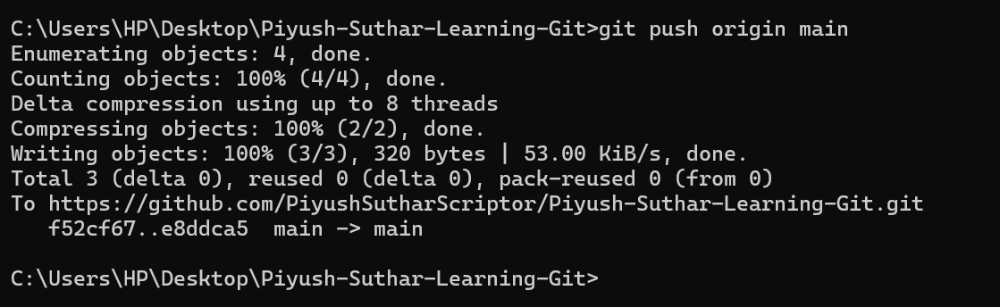 C:\Users\HP\Desktop\Piyush-Suthar-Learning-Git>git push origin main
Enumerating objects: 4, done.
Counting objects: 100% (4/4), done.
Delta compression using up to 8 threads
Compressing objects: 100% (2/2), done.
Writing objects: 100% (3/3), 320 bytes | 53.00 KiB/s, done.
Total 3 (delta 0), reused 0 (delta 0), pack-reused 0 (from 0)
To https://github.com/PiyushSutharScriptor/Piyush-Suthar-Learning-Git.git
   f52cf67..e8ddca5  main -> main
C:\Users\HP\Desktop\Piyush-Suthar-Learning-Git>